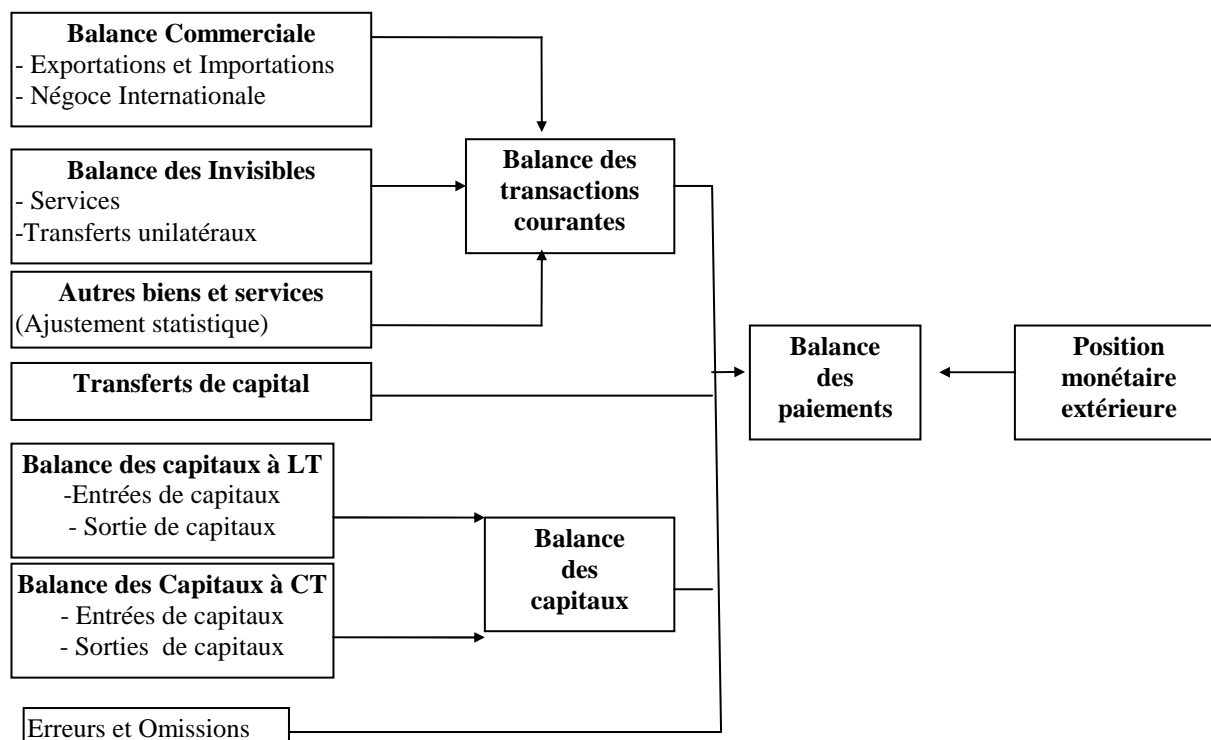 Balance Commerciale
- Exportations et Importations
- Négoce Internationale
Balance des Invisibles
- Services
-Transferts unilatéraux
Autres biens et services
(Ajustement statistique)
Transferts de capital
Balance des capitaux à LT
-Entrées de capitaux
- Sortie de capitaux
Balance des Capitaux à CT
- Entrées de capitaux
- Sorties  de capitaux
Erreurs et Omissions
Balance des
transactions
courantes
Balance
des
capitaux
Balance
des
paiements
Position
monétaire
extérieure